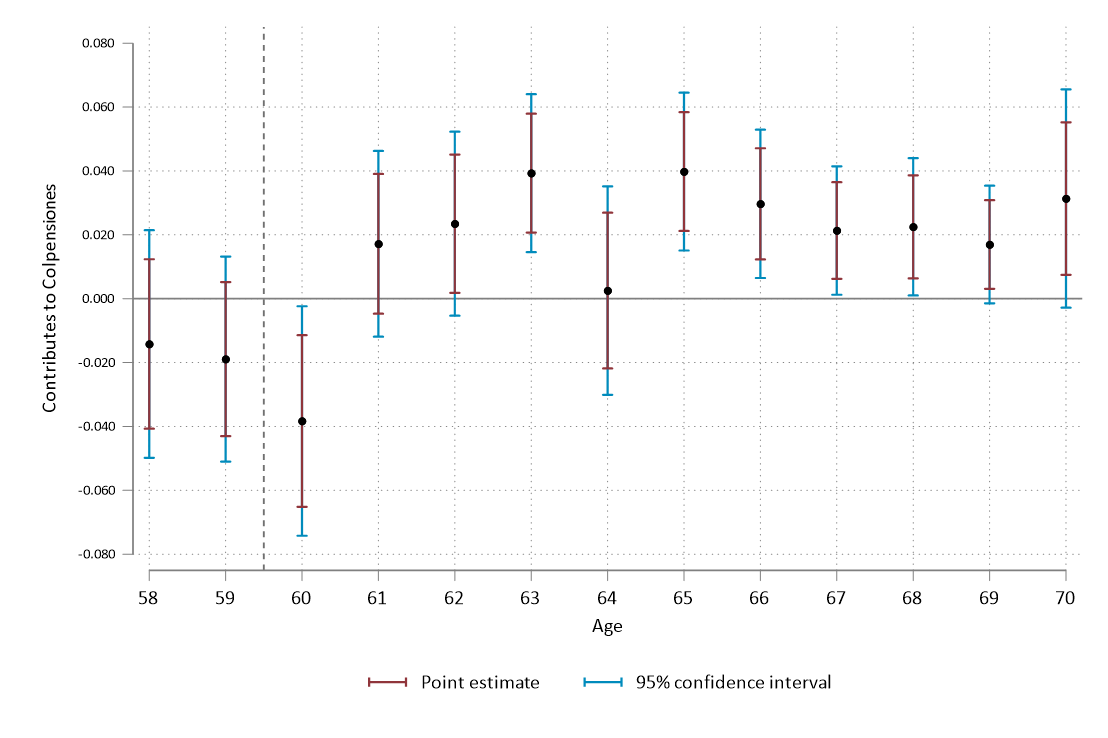 Contributes to Colpensiones
0.080
0.060
0.040
0.020
0.000
-0.020
-0.040
-0.060
-0.080
58 59 60 61 62 63 64 65 66 67 68 69 70
Age
Point estimate 95% confidence interval